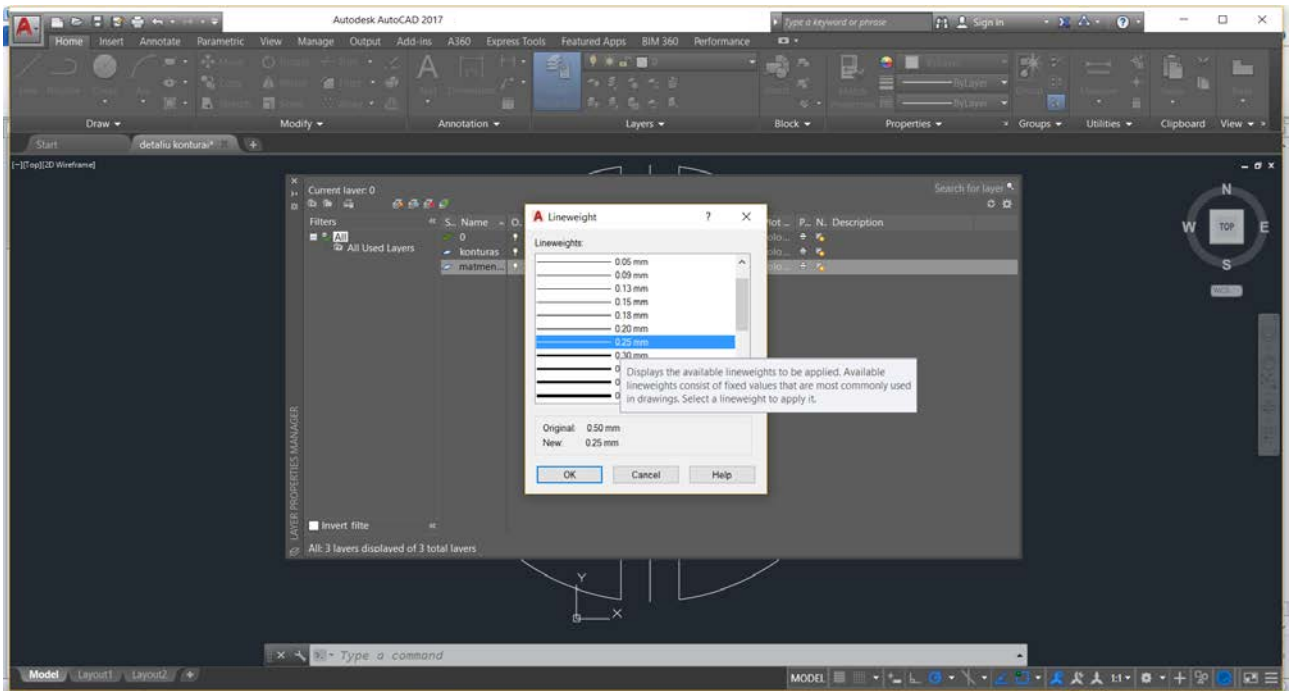 Autodesk AutoCAD 2017
Type a keyword or phrase
Sign In
Home Insert Annotate Parametric View Manage Output Add-ins A360 Express Tools Featured Apps BIM 360 Performance
Draw
Modify
Annotation
Layers
Block
Properties
Groups
Utilities
Clipboard
View
ByLayer
ByLayer
Start
detaliu konturai*
[-][Top][2D Wireframe]
Current layer: 0
Search for layer
Filters
All
All Used Layers
S.. Name O.
P... N. Description
0
konturas
matmen...
Lineweight
Lineweights:
0.05 mm
0.09 mm
0.13 mm
0.15 mm
0.18 mm
0.20 mm
0.25 mm
0.30 mm
Displays the available lineweights to be applied. Available
lineweights consist of fixed values that are most commonly used
in drawings. Select a lineweight to apply it.
Original: 0.50 mm
New: 0.25 mm
OK Cancel Help
LAYER PROPERTIES MANAGER
Invert filte
All: 3 layers displayed of 3 total layers
N
W TOP E
S
WCS
Y
X
Type a command
Model Layout1 Layout2 +
MODEL
1:1